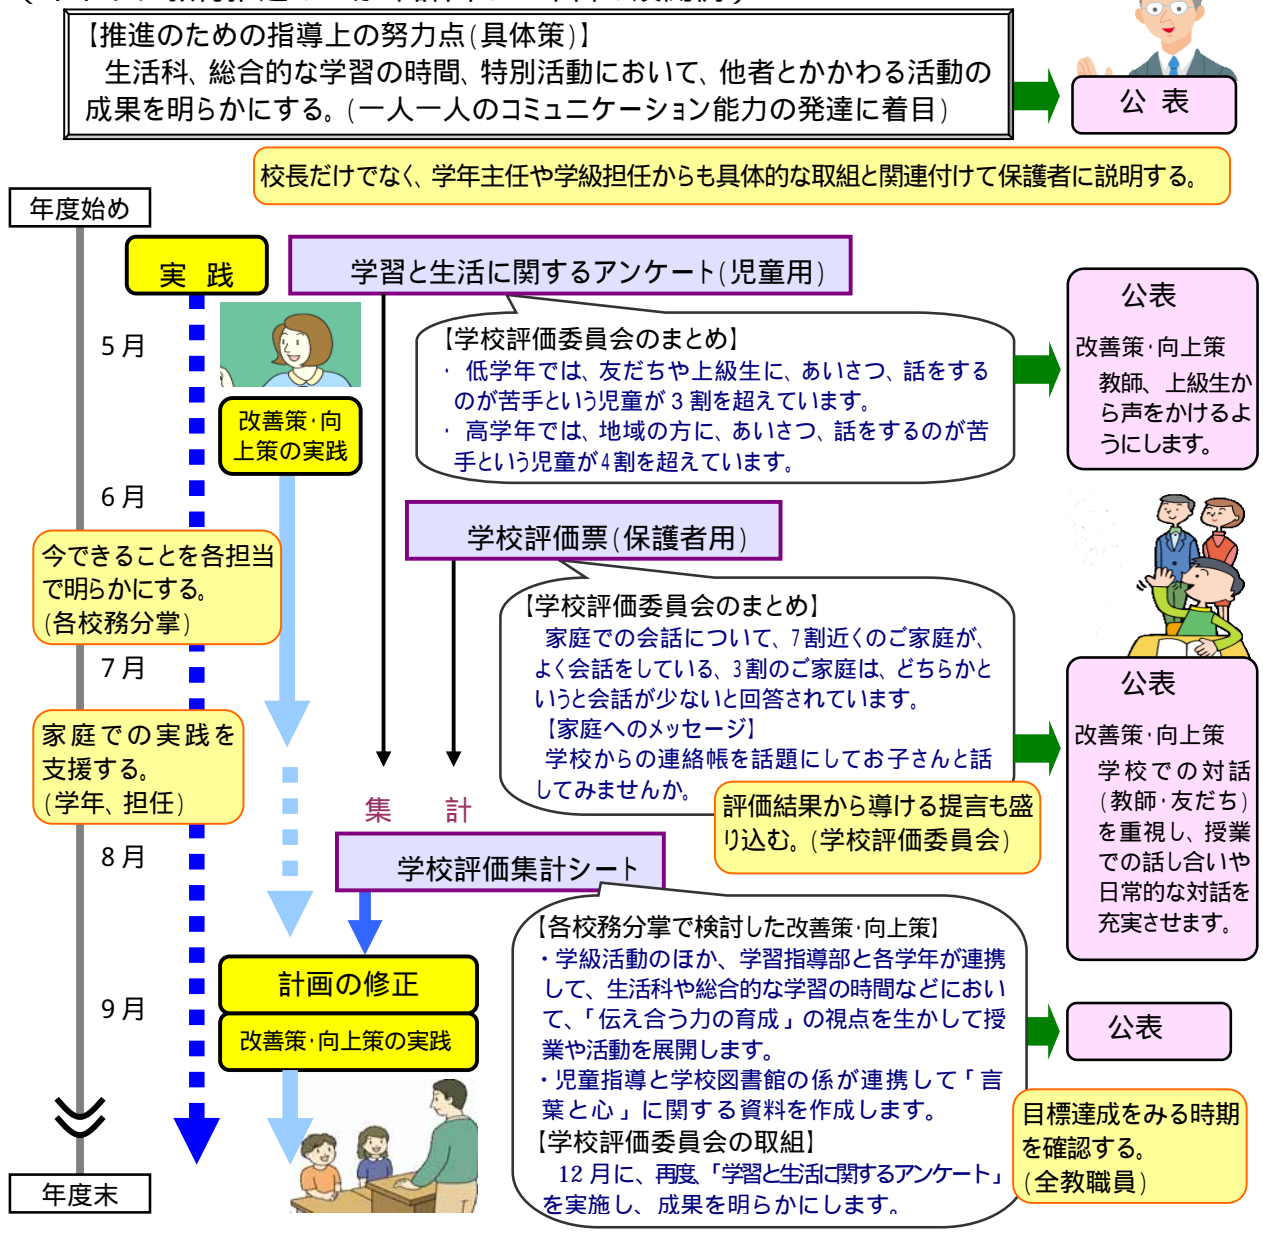 【推進のための指導上の努力点(具体策)】
生活科、総合的な学習の時間、特別活動において、他者とかかわる活動の
成果を明らかにする。(一人一人のコミュニケーション能力の発達に着目)
公 表
校長だけでなく、学年主任や学級担任からも具体的な取組と関連付けて保護者に説明する。
年度始め
実 践
学習と生活に関するアンケート(児童用)
5月
【学校評価委員会のまとめ】
・ 低学年では、友だちや上級生に、あいさつ、話をする
のが苦手という児童が3割を超えています。
・ 高学年では、地域の方に、あいさつ、話をするのが苦
手という児童が4割を超えています。
公表
改善策・向上策
教師、上級生か
ら声をかけるよ
うにします。
改善策・向
上策の実践
6月
学校評価票(保護者用)
今できることを各担当
で明らかにする。
(各校務分掌)
【学校評価委員会のまとめ】
家庭での会話について、7割近くのご家庭が、
よく会話をしている、3割のご家庭は、どちらかと
いうと会話が少ないと回答されています。
【家庭へのメッセージ】
学校からの連絡帳を話題にしてお子さんと話
してみませんか。
7月
公表
改善策・向上策
学校での対話
(教師・友だち)
を重視し、授業
での話し合いや
日常的な対話を
充実させます。
家庭での実践を
支援する。
(学年、担任)
評価結果から導ける提言も盛
り込む。(学校評価委員会)
集 計
8月
学校評価集計シート
【各校務分掌で検討した改善策・向上策】
・学級活動のほか、学習指導部と各学年が連携
して、生活科や総合的な学習の時間などにおい
て、「伝え合う力の育成」の視点を生かして授
業や活動を展開します。
・児童指導と学校図書館の係が連携して「言
葉と心」に関する資料を作成します。
【学校評価委員会の取組】
12月に、再度、「学習と生活に関するアンケート」
を実施し、成果を明らかにします。
計画の修正
9月
改善策・向上策の実践
公表
目標達成をみる時期
を確認する。
(全教職員)
年度末